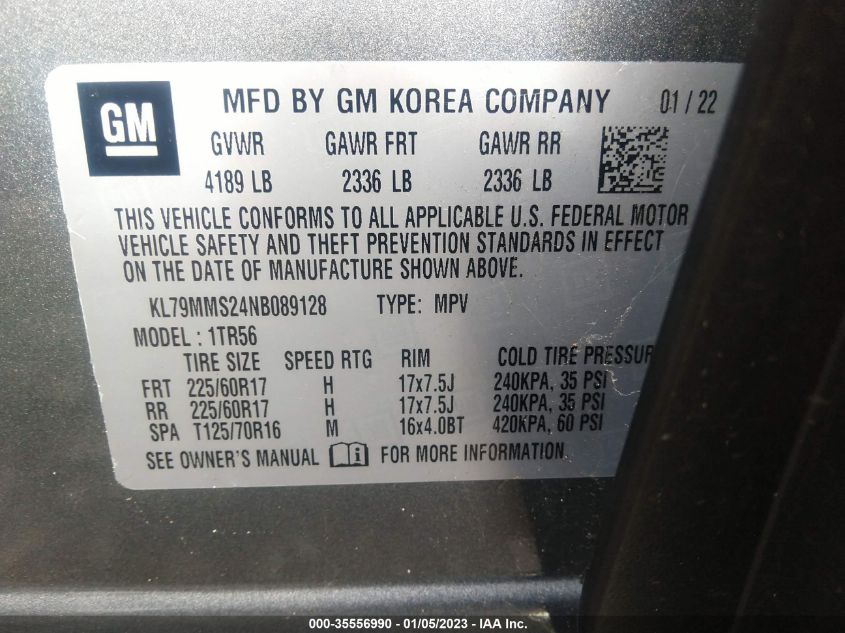 GM
MFD BY GM KOREA COMPANY 01 / 22
GVWR GAWR FRT GAWR RR
4189 LB 2336 LB 2336 LB
THIS VEHICLE CONFORMS TO ALL APPLICABLE U.S. FEDERAL MOTOR
VEHICLE SAFETY AND THEFT PREVENTION STANDARDS IN EFFECT
ON THE DATE OF MANUFACTURE SHOWN ABOVE.
KL79MMS24NB089128 TYPE: MPV
MODEL : 1TR56
TIRE SIZE SPEED RTG RIM COLD TIRE PRESSUR
FRT 225/60R17 H 17x7.5J 240KPA, 35 PSI
RR 225/60R17 H 17x7.5J 240KPA, 35 PSI
SPA T125/70R16 M 16x4.0BT 420KPA, 60 PSI
SEE OWNER'S MANUAL i FOR MORE INFORMATION.
000-35556990 / 01/05/2023 - IAA Inc.